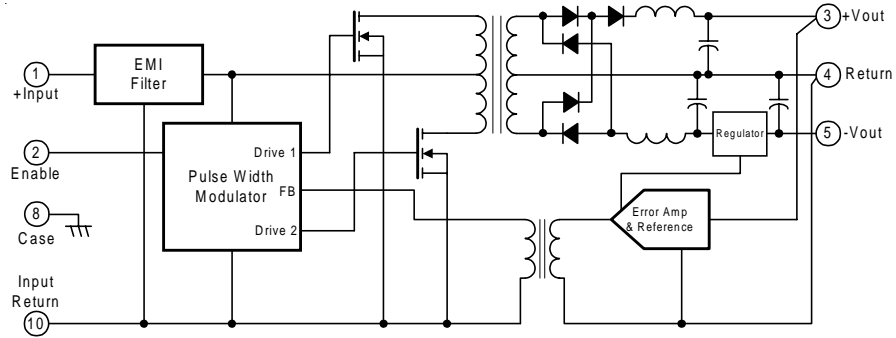 1
+Input
EMI
Filter
3
+Vout
4
Return
5
-Vout
Regulator
2
Enable
Pulse Width
Modulator
Drive 1
FB
Drive 2
8
Case
Error Amp
& Reference
Input
Return
10